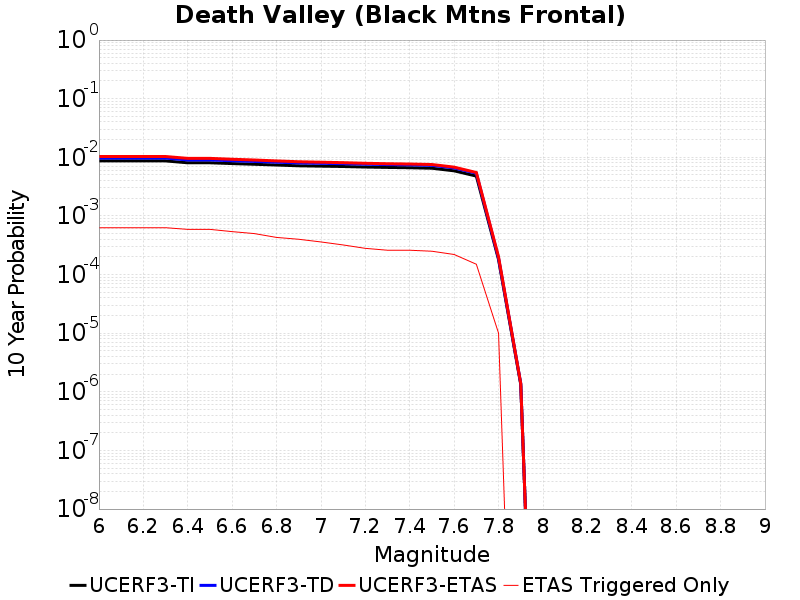 Death Valley (Black Mtns Frontal)
10 Year Probability
10^0
10^-1
10^-2
10^-3
10^-4
10^-5
10^-6
10^-7
10^-8
6 6.2 6.4 6.6 6.8 7 7.2 7.4 7.6 7.8 8 8.2 8.4 8.6 8.8 9
Magnitude
UCERF3-TI UCERF3-TD UCERF3-ETAS ETAS Triggered Only